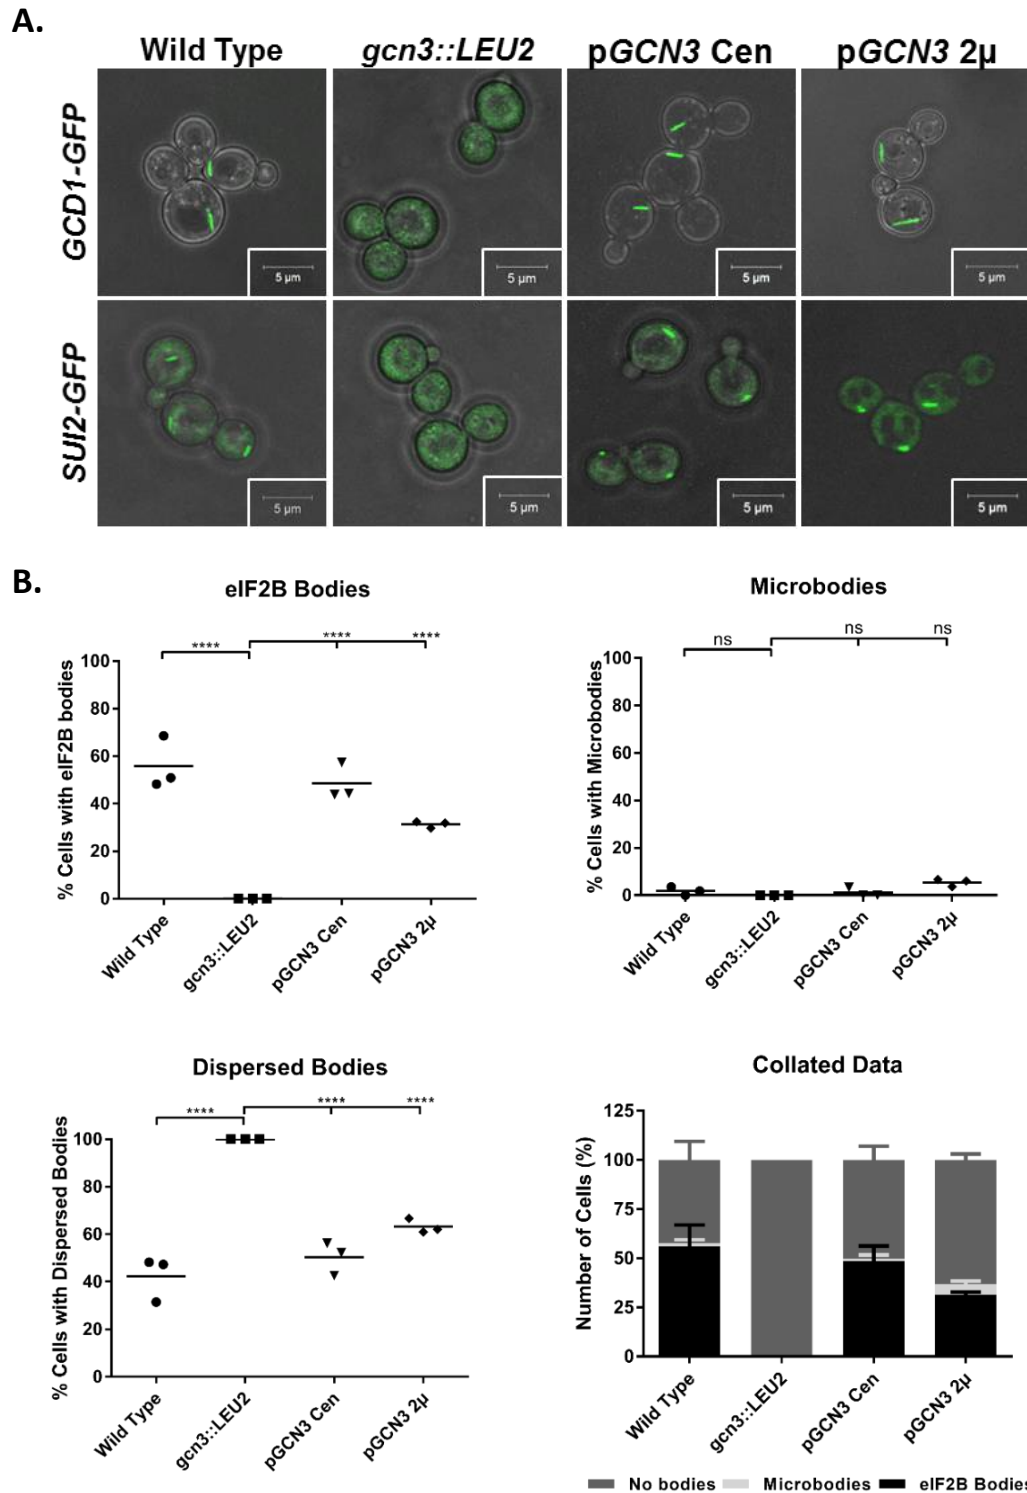 A.
Wild Type gcn3::LEU2 pGCN3 Cen pGCN3 2µ
GCD1-GFP
5 µm 5 µm 5 µm 5 µm
SUI2-GFP
5 µm 5 µm 5 µm 5 µm
B.
eIF2B Bodies
**** **** ****
% Cells with eIF2B bodies
100
80
60
40
20
0
Wild Type
gcn3::LEU2
pGCN3 Cen
pGCN3 2µ
Microbodies
ns ns ns
% Cells with Microbodies
100
80
60
40
20
0
Wild Type
gcn3::LEU2
pGCN3 Cen
pGCN3 2µ
Dispersed Bodies
**** **** ****
% Cells with Dispersed Bodies
100
80
60
40
20
0
Wild Type
gcn3::LEU2
pGCN3 Cen
pGCN3 2µ
Collated Data
Number of Cells (%)
125
100
75
50
25
0
Wild Type
gcn3::LEU2
pGCN3 Cen
pGCN3 2µ
No bodies Microbodies eIF2B Bodies